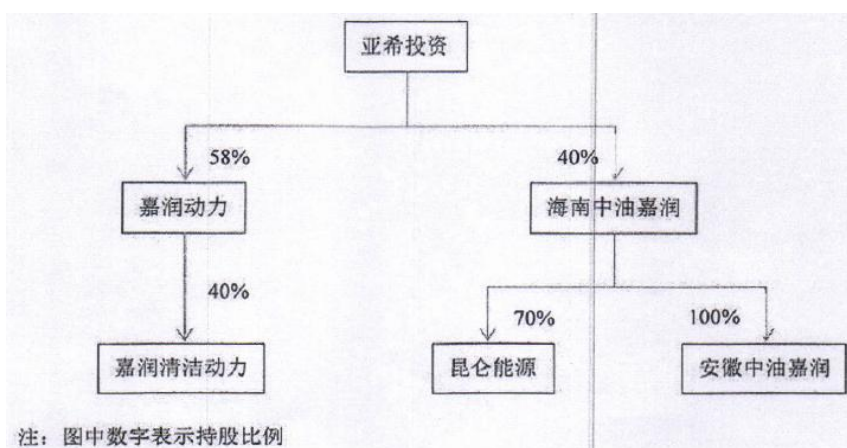 亚希投资
58%
40%
嘉润动力
海南中油嘉润
40%
70%
100%
嘉润清洁动力
昆仑能源
安徽中油嘉润
注：图中数字表示持股比例